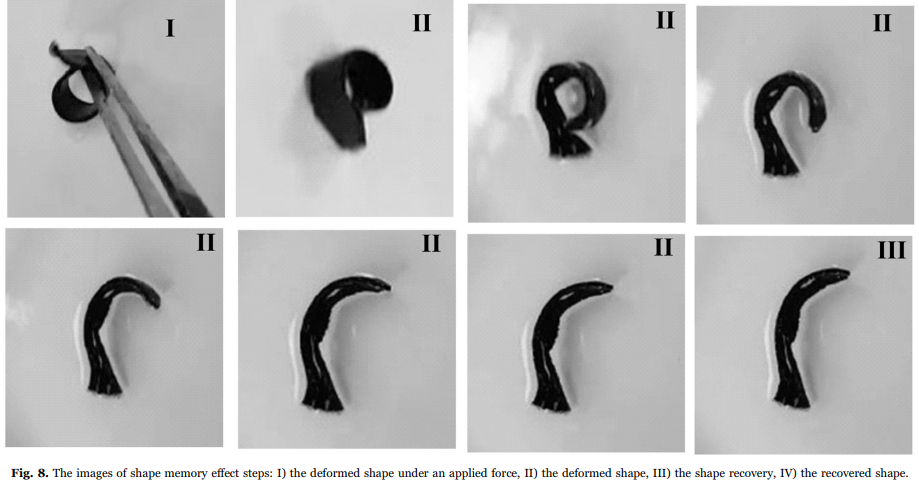 I
II
II
II
II
II
II
III
Fig. 8. The images of shape memory effect steps: I) the deformed shape under an applied force, II) the deformed shape, III) the shape recovery, IV) the recovered shape.